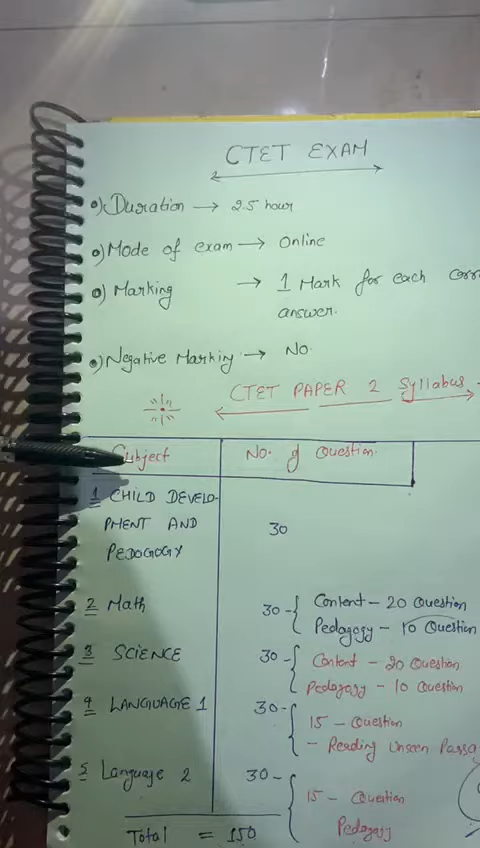 CTET EXAM
Duration → 2.5 hour
Mode of exam → Online
Marking → 1 Mark for each
answer.
Negative Marking → No.
CTET PAPER 2 Syllabus
Subject No. of Question.
1 CHILD DEVELO-
PMENT AND 30
PEDOGOGY
2 Math 30 - { Content - 20 Question
Pedagogy - 10 Question
3 SCIENCE 30 - { Content - 20 Question
Pedagogy - 10 Question
4 LANGUAGE 1 30 - { 15 - Question
- Reading Unseen
5 Language 2 30 - { 15 - Question
Pedagogy
Total = 150